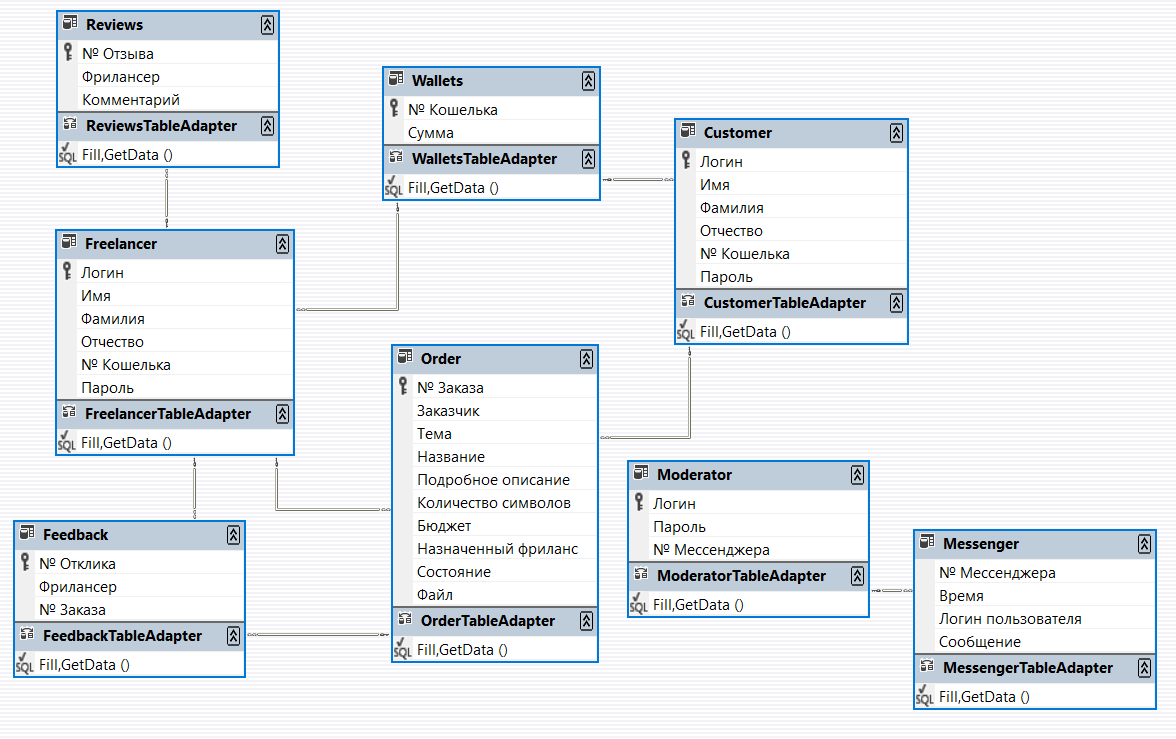 Reviews
№ Отзыва
Фрилансер
Комментарий
ReviewsTableAdapter
SQL Fill,GetData ()
Wallets
№ Кошелька
Сумма
WalletsTableAdapter
SQL Fill,GetData ()
Customer
Логин
Имя
Фамилия
Отчество
№ Кошелька
Пароль
CustomerTableAdapter
SQL Fill,GetData ()
Freelancer
Логин
Имя
Фамилия
Отчество
№ Кошелька
Пароль
FreelancerTableAdapter
SQL Fill,GetData ()
Order
№ Заказа
Заказчик
Тема
Название
Подробное описание
Количество символов
Бюджет
Назначенный фриланс
Состояние
Файл
OrderTableAdapter
SQL Fill,GetData ()
Moderator
Логин
Пароль
№ Мессенджера
ModeratorTableAdapter
SQL Fill,GetData ()
Feedback
№ Отклика
Фрилансер
№ Заказа
FeedbackTableAdapter
SQL Fill,GetData ()
Messenger
№ Мессенджера
Время
Логин пользователя
Сообщение
MessengerTableAdapter
SQL Fill,GetData ()